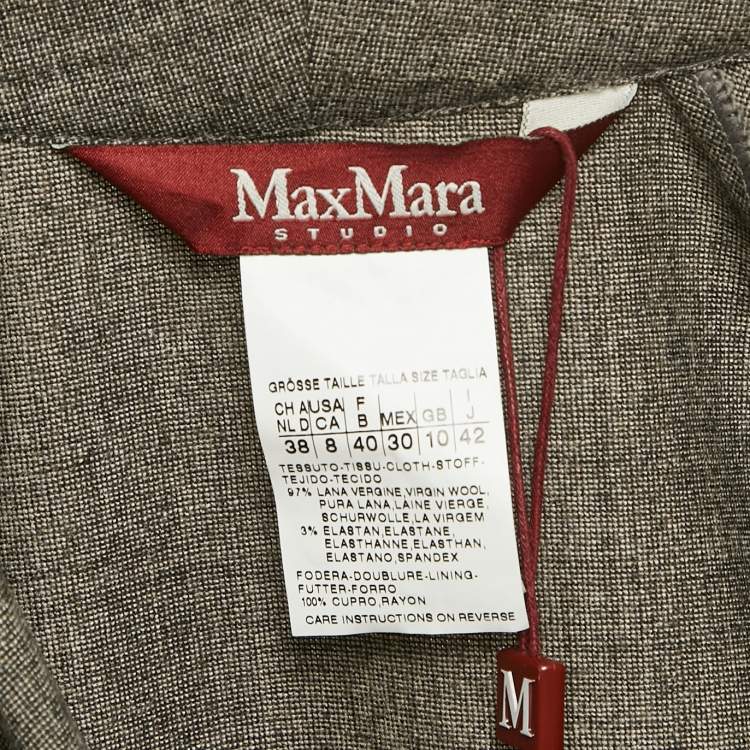 MaxMara
STUDIO
GRÖSSE TAILLE TALLA SIZE TAGLIA
CH A USA F MEX GB I
NL D CA B J
38 8 40 30 10 42
TESSUTO-TISSU-CLOTH-STOFF-
TEJIDO-TECIDO
97% LANA VERGINE,VIRGIN WOOL,
PURA LANA,LAINE VIERGE,
SCHURWOLLE,LA VIRGEM
3% ELASTAN,ELASTANE,
ELASTHANNE,ELASTHAN,
ELASTANO,SPANDEX
FODERA-DOUBLURE-LINING-
FUTTER-FORRO
100% CUPRO,RAYON
CARE INSTRUCTIONS ON REVERSE
M